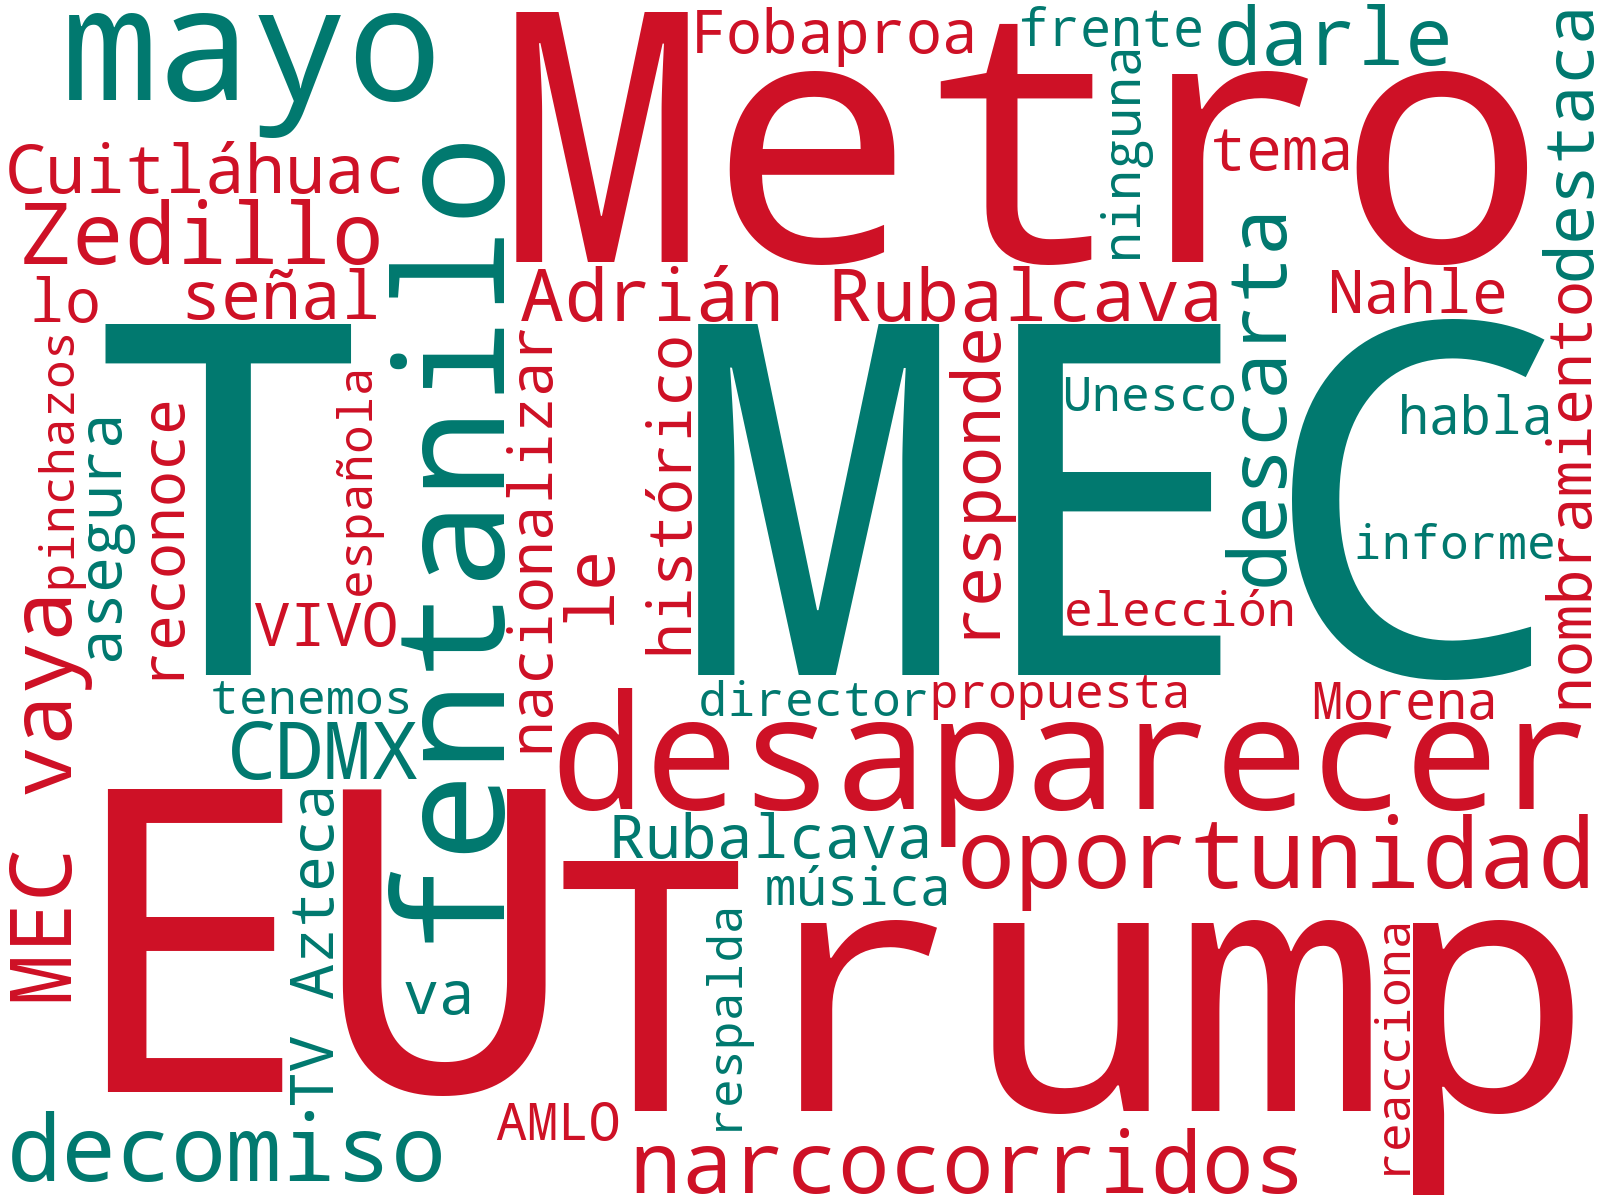 mayo
Metro
Fobaproa
frente
darle
destaca
ninguna
tema
Cuitláhuac
Zedillo
lo
señal
fentanilo
Adrián Rubalcava
descarta
Nahle
T MEC
pinchazos
asegura
reconoce
española
VIVO
nacionalizar
le
histórico
responde
Unesco
habla
informe
elección
nombramiento
MEC vaya
tenemos
CDMX
director
propuesta
Morena
desaparecer
EU
TV Azteca
va
Rubalcava
música
oportunidad
Trump
respalda
reacciona
decomiso
AMLO
narcocorridos